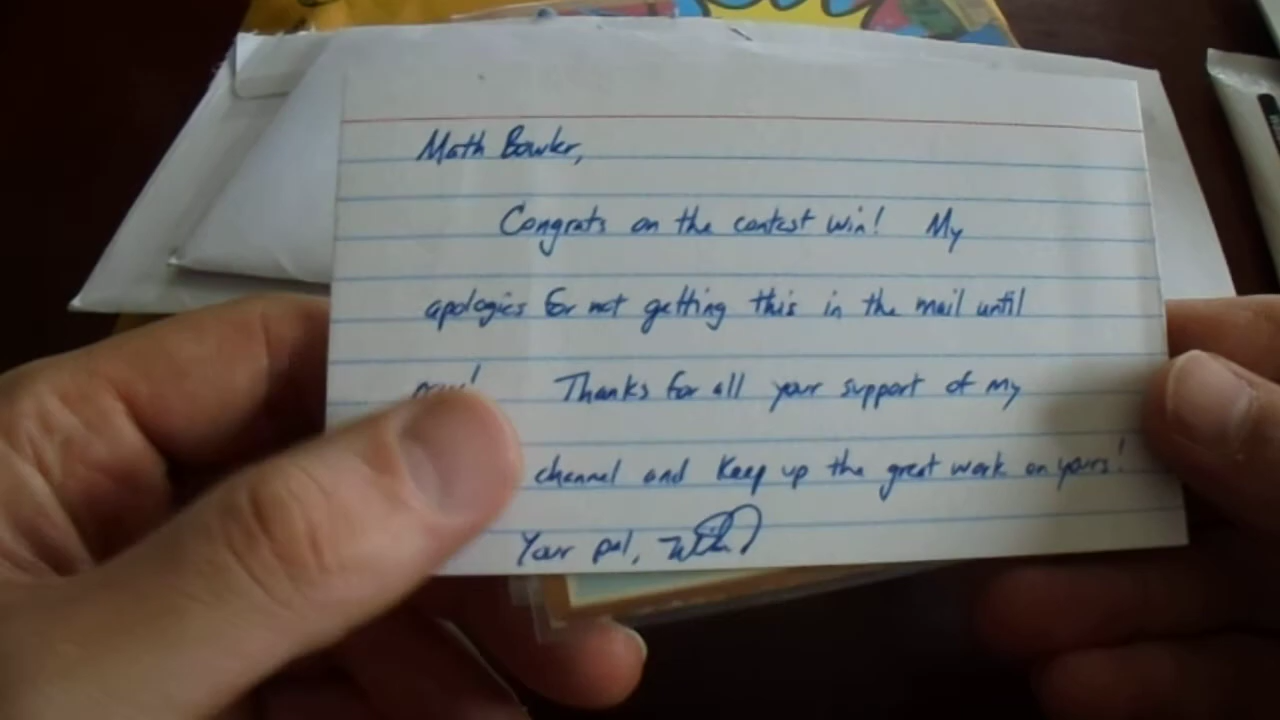 Math Bowler,
Congrats on the contest win! My
apologies for not getting this in the mail until
now! Thanks for all your support of my
channel and keep up the great work on yours!
Your pal,